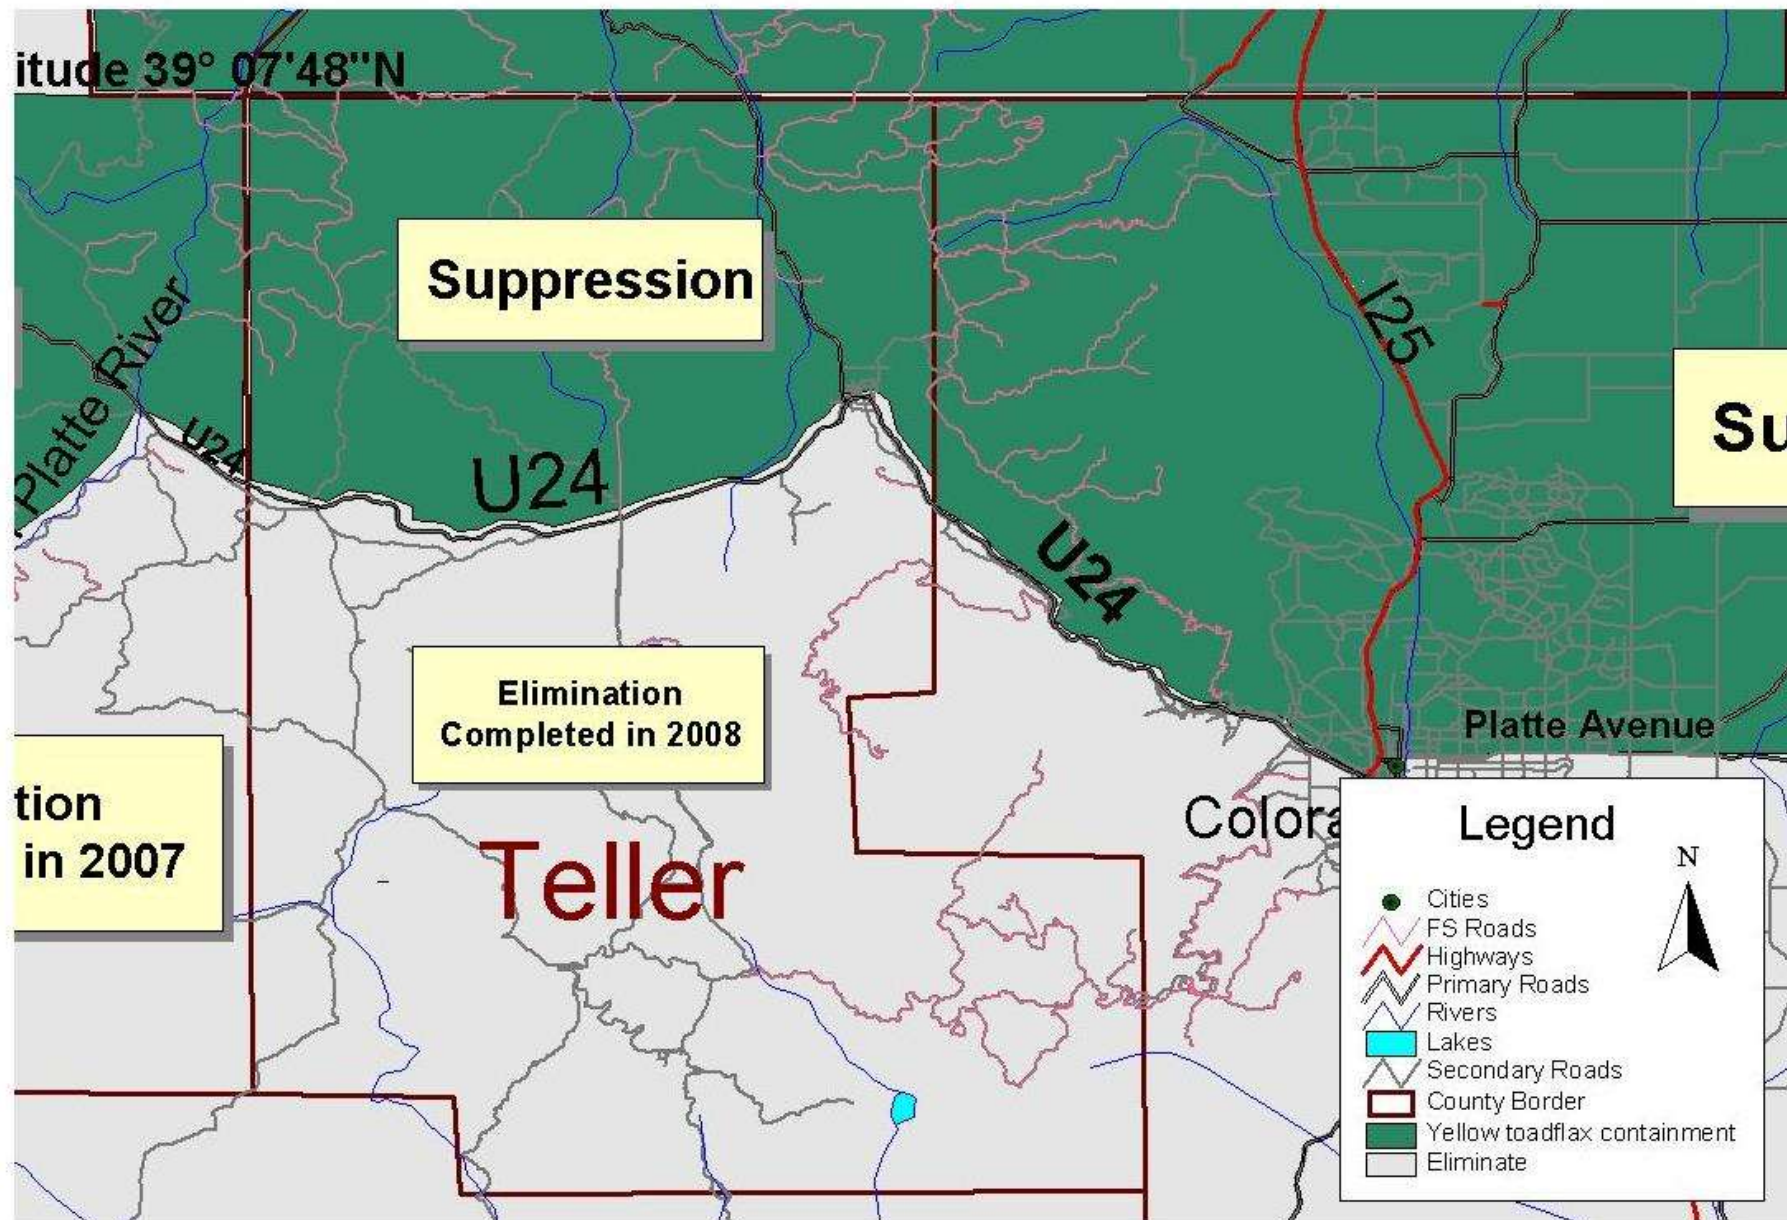 itude 39° 07'48"N
Suppression
I25
Platte River
U24
U24
Su
U24
Elimination
Completed in 2008
Platte Avenue
tion
in 2007
Teller
Colora
Legend
N
Cities
FS Roads
Highways
Primary Roads
Rivers
Lakes
Secondary Roads
County Border
Yellow toadflax containment
Eliminate